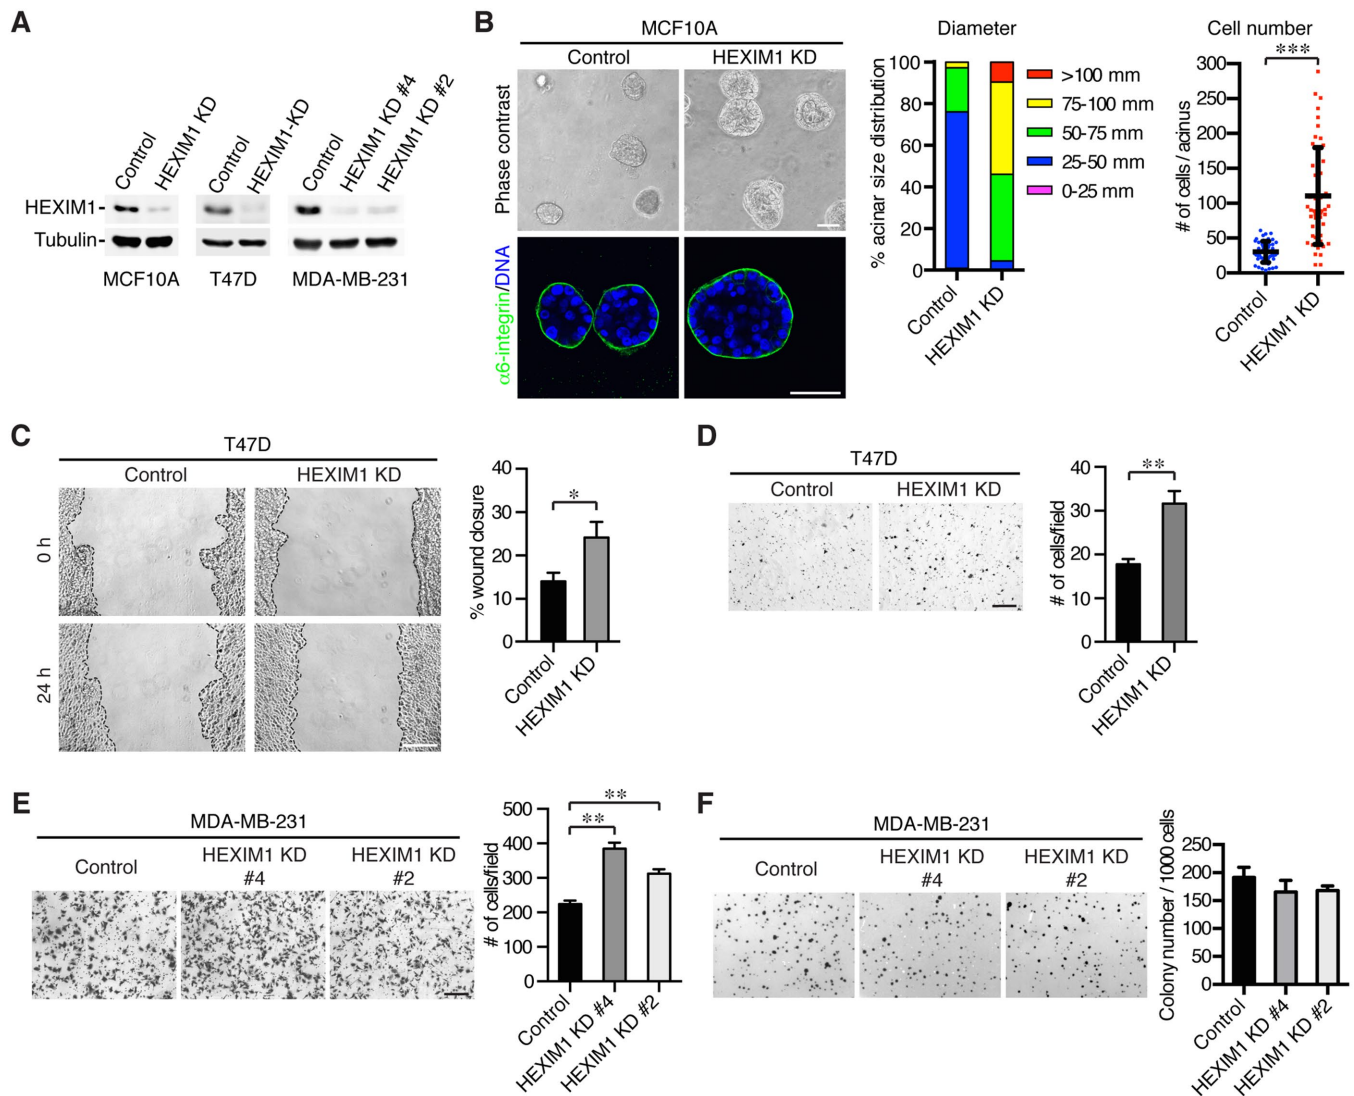 A
Control
HEXIM1 KD
Control
HEXIM1-KD
Control
HEXIM1 KD #4
HEXIM1 KD #2
HEXIM1-
Tubulin-
MCF10A
T47D
MDA-MB-231
B
MCF10A
Control
HEXIM1 KD
Phase contrast
α6-integrin/DNA
Diameter
% acinar size distribution
100
80
60
40
20
0
Control
HEXIM1 KD
>100 mm
75-100 mm
50-75 mm
25-50 mm
0-25 mm
Cell number
***
# of cells / acinus
300
250
200
150
100
50
0
Control
HEXIM1 KD
C
T47D
Control
HEXIM1 KD
0 h
24 h
% wound closure
40
30
20
10
0
*
Control
HEXIM1 KD
D
T47D
Control
HEXIM1 KD
# of cells/field
40
30
20
10
0
**
Control
HEXIM1 KD
E
MDA-MB-231
Control
HEXIM1 KD
#4
HEXIM1 KD
#2
# of cells/field
500
400
300
200
100
0
**
**
Control
HEXIM1 KD #4
HEXIM1 KD #2
F
MDA-MB-231
Control
HEXIM1 KD
#4
HEXIM1 KD
#2
Colony number / 1000 cells
250
200
150
100
50
0
Control
HEXIM1 KD #4
HEXIM1 KD #2